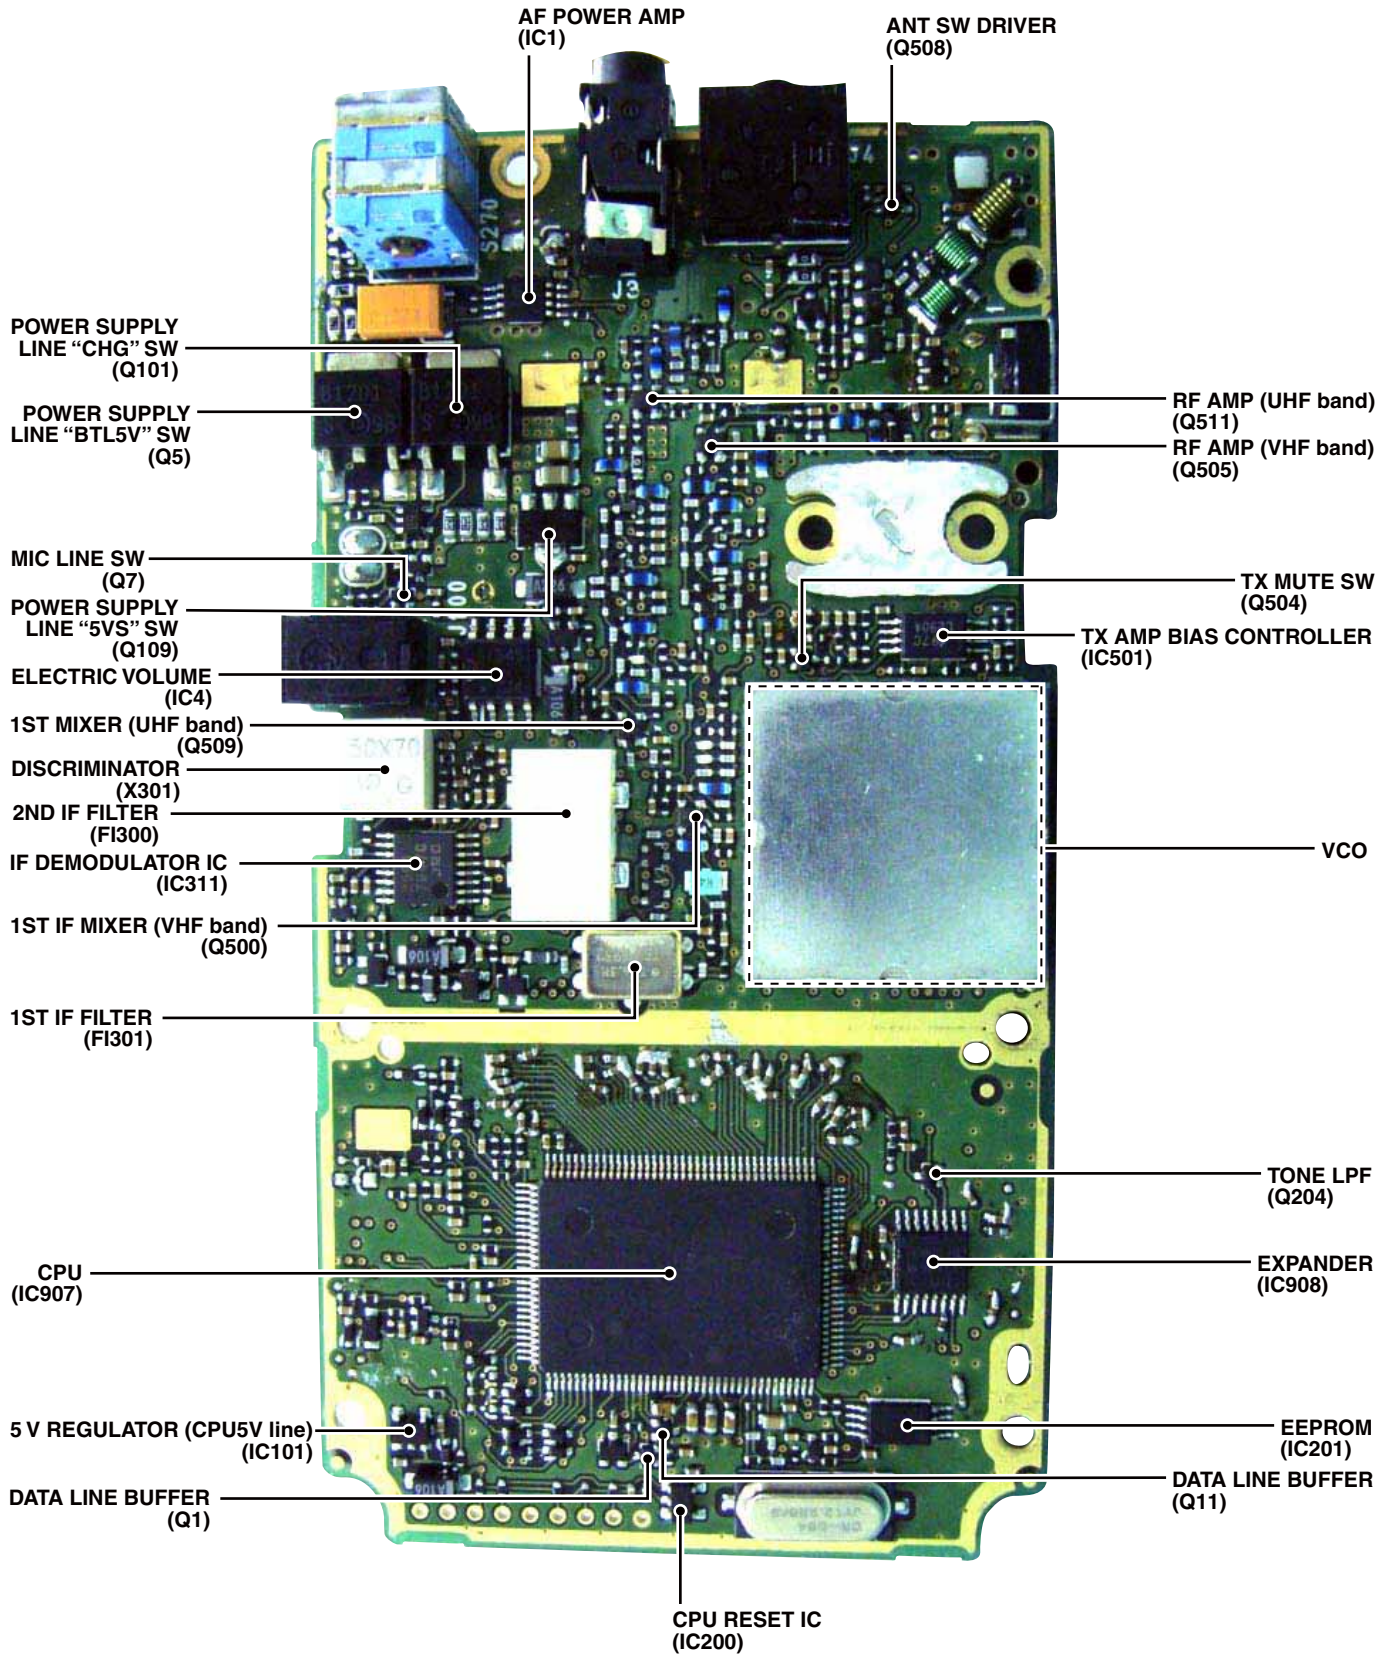 AF POWER AMP
(IC1)
ANT SW DRIVER
(Q508)
J4
S270
J3
POWER SUPPLY
LINE “CHG” SW
(Q101)
POWER SUPPLY
LINE “BTL5V” SW
(Q5)
RF AMP (UHF band)
(Q511)
RF AMP (VHF band)
(Q505)
MIC LINE SW
(Q7)
POWER SUPPLY
LINE “5VS” SW
(Q109)
TX MUTE SW
(Q504)
TX AMP BIAS CONTROLLER
(IC501)
ELECTRIC VOLUME
(IC4)
A106
1ST MIXER (UHF band)
(Q509)
DISCRIMINATOR
(X301)
2ND IF FILTER
(FI300)
IF DEMODULATOR IC
(IC311)
VCO
1ST IF MIXER (VHF band)
(Q500)
A106
1ST IF FILTER
(FI301)
TONE LPF
(Q204)
CPU
(IC907)
EXPANDER
(IC908)
5 V REGULATOR (CPU5V line)
(IC101)
EEPROM
(IC201)
A106
DATA LINE BUFFER
(Q1)
DATA LINE BUFFER
(Q11)
CPU RESET IC
(IC200)